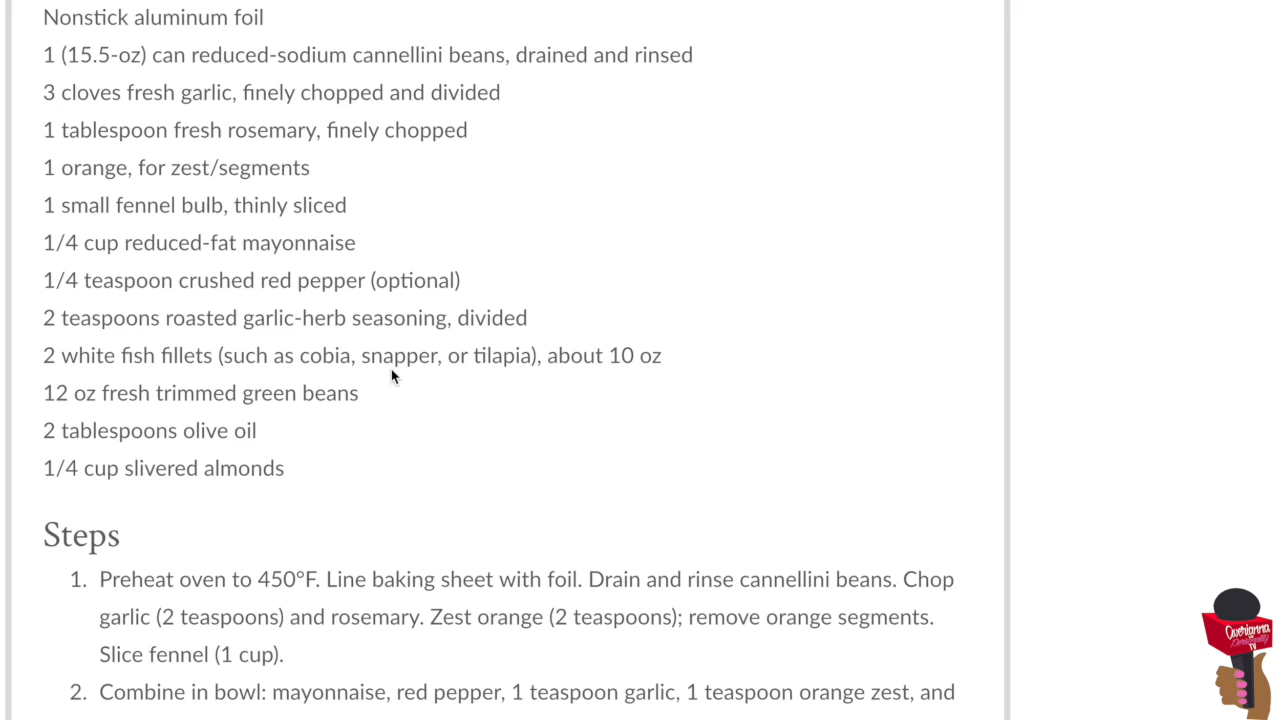 Nonstick aluminum foil
1 (15.5-oz) can reduced-sodium cannellini beans, drained and rinsed
3 cloves fresh garlic, finely chopped and divided
1 tablespoon fresh rosemary, finely chopped
1 orange, for zest/segments
1 small fennel bulb, thinly sliced
1/4 cup reduced-fat mayonnaise
1/4 teaspoon crushed red pepper (optional)
2 teaspoons roasted garlic-herb seasoning, divided
2 white fish fillets (such as cobia, snapper, or tilapia), about 10 oz
12 oz fresh trimmed green beans
2 tablespoons olive oil
1/4 cup slivered almonds
Steps
1. Preheat oven to 450°F. Line baking sheet with foil. Drain and rinse cannellini beans. Chop
garlic (2 teaspoons) and rosemary. Zest orange (2 teaspoons); remove orange segments.
Slice fennel (1 cup).
2. Combine in bowl: mayonnaise, red pepper, 1 teaspoon garlic, 1 teaspoon orange zest, and
TV